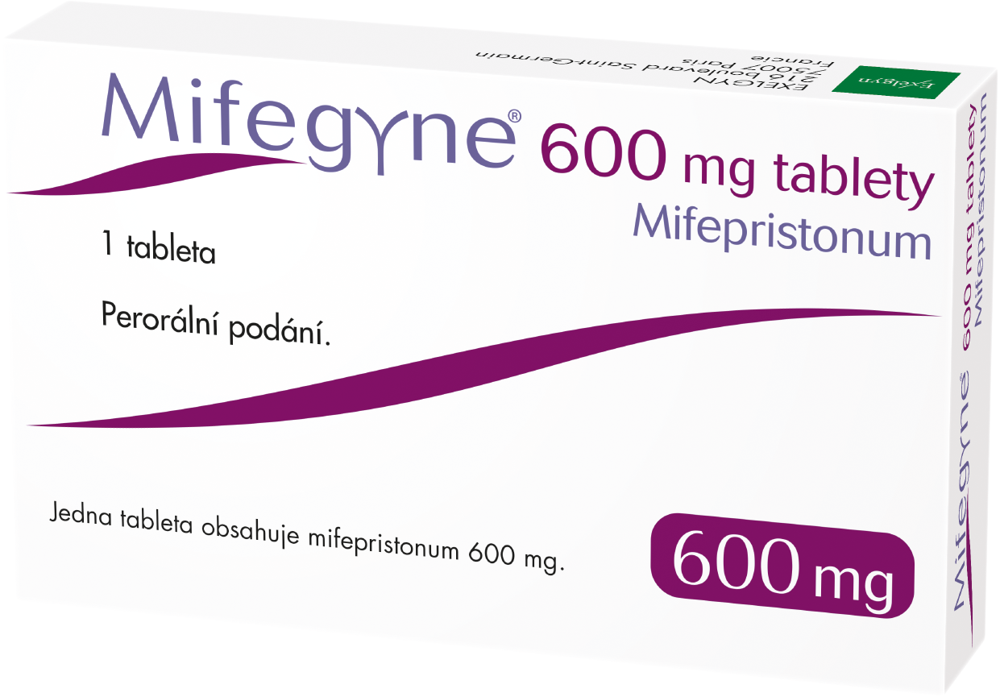 EXELGYN
216 boulevard Saint-Germain
75007 Paris
Francie
Exelgyn
Mifegyne® 600 mg tablety
Mifepristonum
1 tableta
Perorální podání.
Jedna tableta obsahuje mifepristonum 600 mg.
600 mg
Mifegyne® 600 mg tablety
Mifepristonum